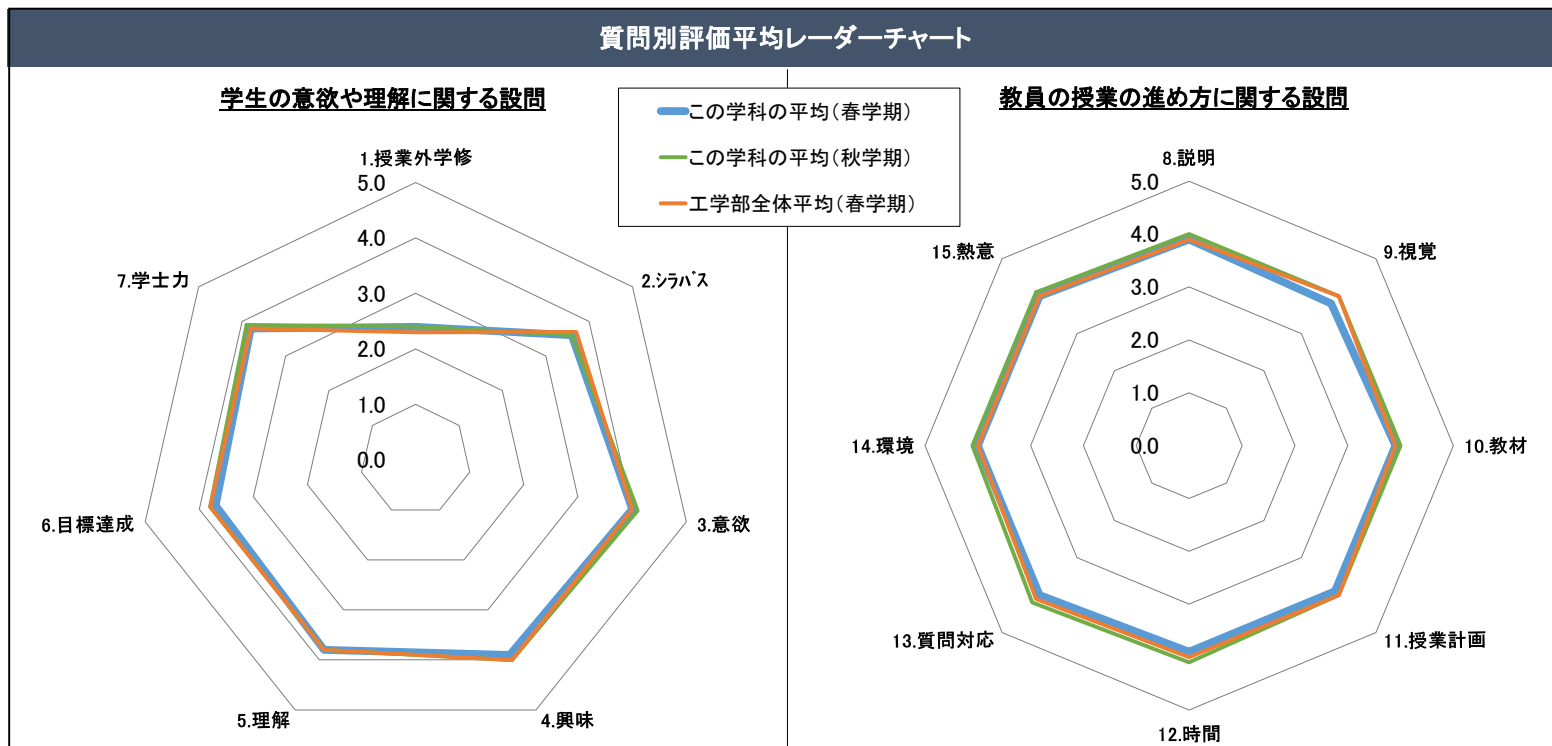 質問別評価平均レーダーチャート
学生の意欲や理解に関する設問
この学科の平均(春学期)
この学科の平均(秋学期)
工学部全体平均(春学期)
教員の授業の進め方に関する設問
1.授業外学修
2.ｼﾗﾊﾞｽ
3.意欲
4.興味
5.理解
6.目標達成
7.学士力
5.0
4.0
3.0
2.0
1.0
0.0
8.説明
9.視覚
10.教材
11.授業計画
12.時間
13.質問対応
14.環境
15.熱意
5.0
4.0
3.0
2.0
1.0
0.0